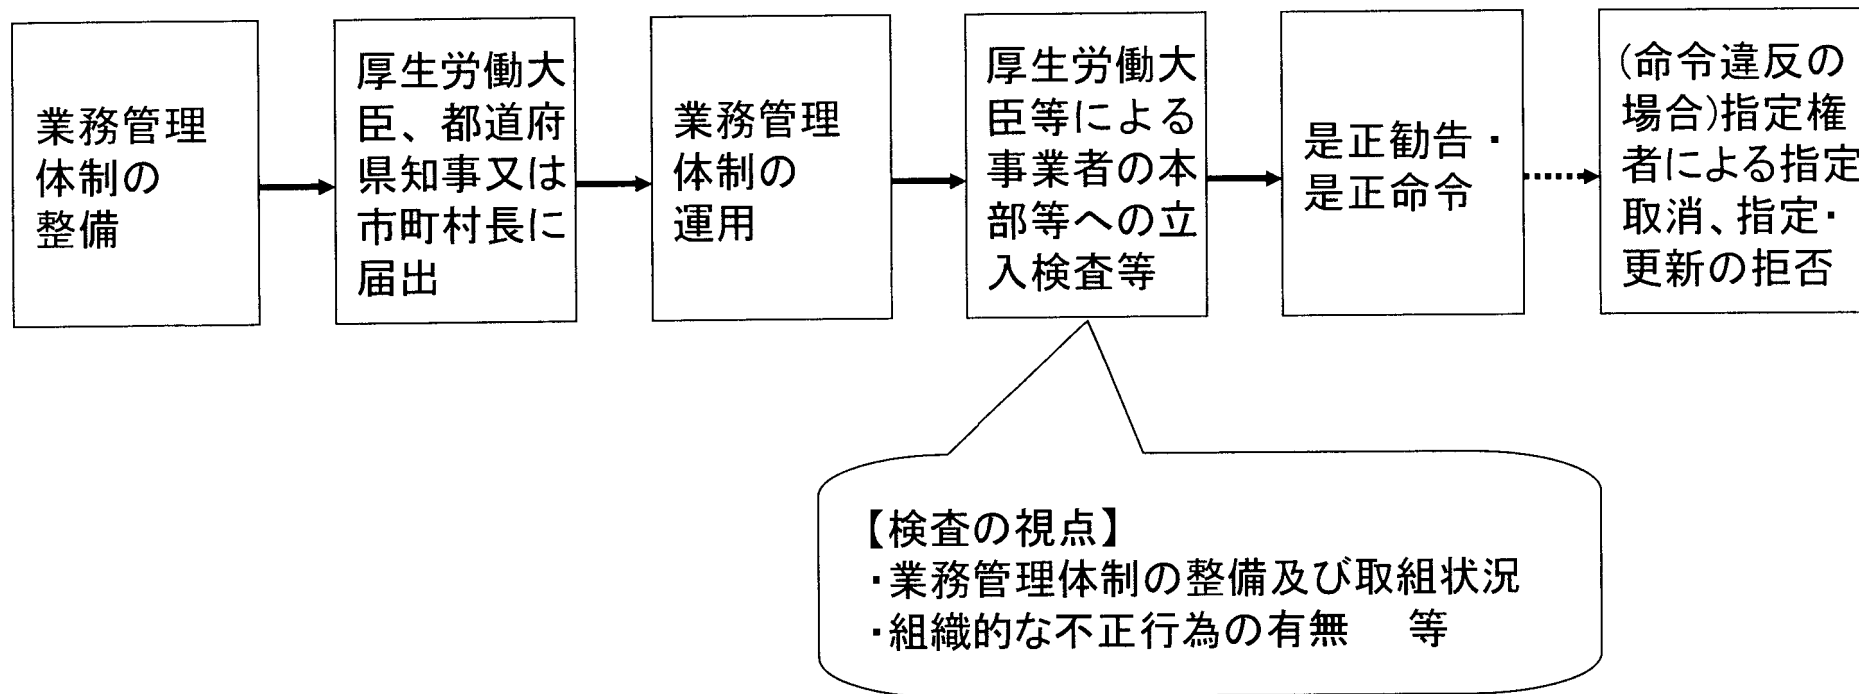 業務管理
体制の
整備
厚生労働大
臣、都道府
県知事又は
市町村長に
届出
業務管理
体制の
運用
厚生労働大
臣等による
事業者の本
部等への立
入検査等
是正勧告・
是正命令
(命令違反の
場合)指定権
者による指定
取消、指定・
更新の拒否
【検査の視点】
・業務管理体制の整備及び取組状況
・組織的な不正行為の有無　等